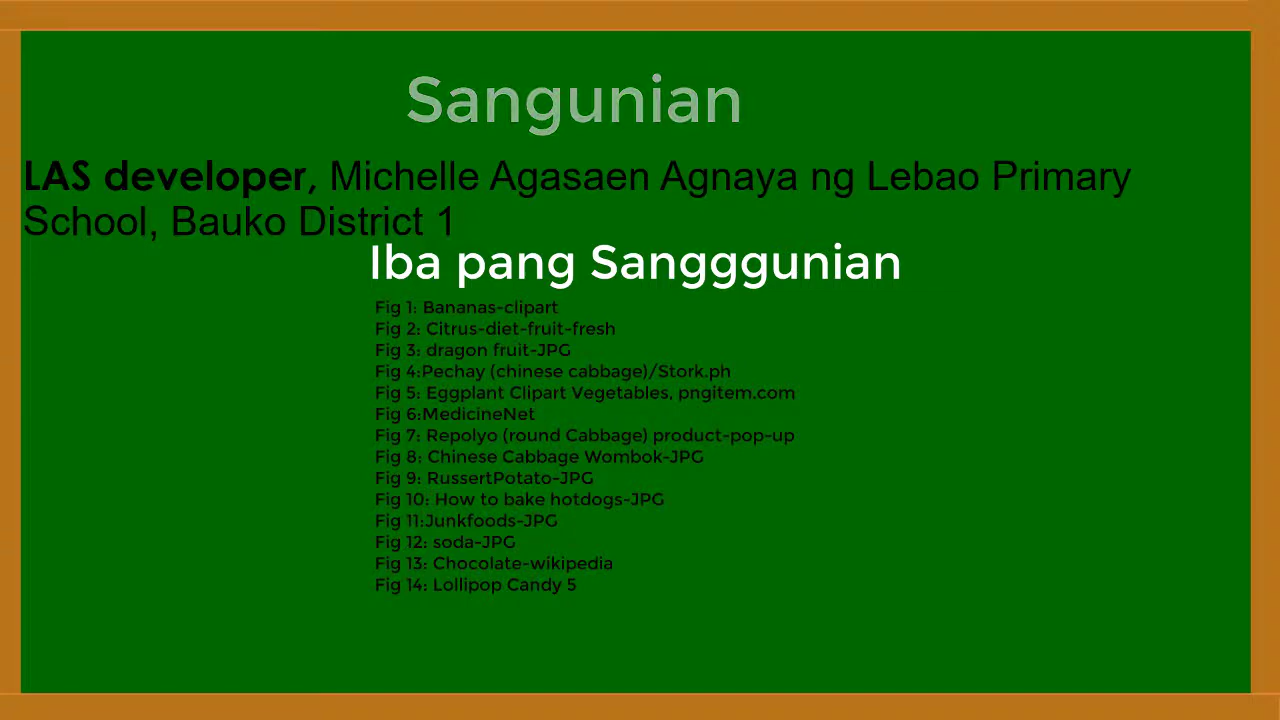 Sangunian
LAS developer, Michelle Agasaen Agnaya ng Lebao Primary
School, Bauko District 1
Iba pang Sangggunian
Fig 1: Bananas-clipart
Fig 2: Citrus-diet-fruit-fresh
Fig 3: dragon fruit-JPG
Fig 4:Pechay (chinese cabbage)/Stork.ph
Fig 5: Eggplant Clipart Vegetables, pngitem.com
Fig 6:MedicineNet
Fig 7: Repolyo (round Cabbage) product-pop-up
Fig 8: Chinese Cabbage Wombok-JPG
Fig 9: RussertPotato-JPG
Fig 10: How to bake hotdogs-JPG
Fig 11:Junkfoods-JPG
Fig 12: soda-JPG
Fig 13: Chocolate-wikipedia
Fig 14: Lollipop Candy 5